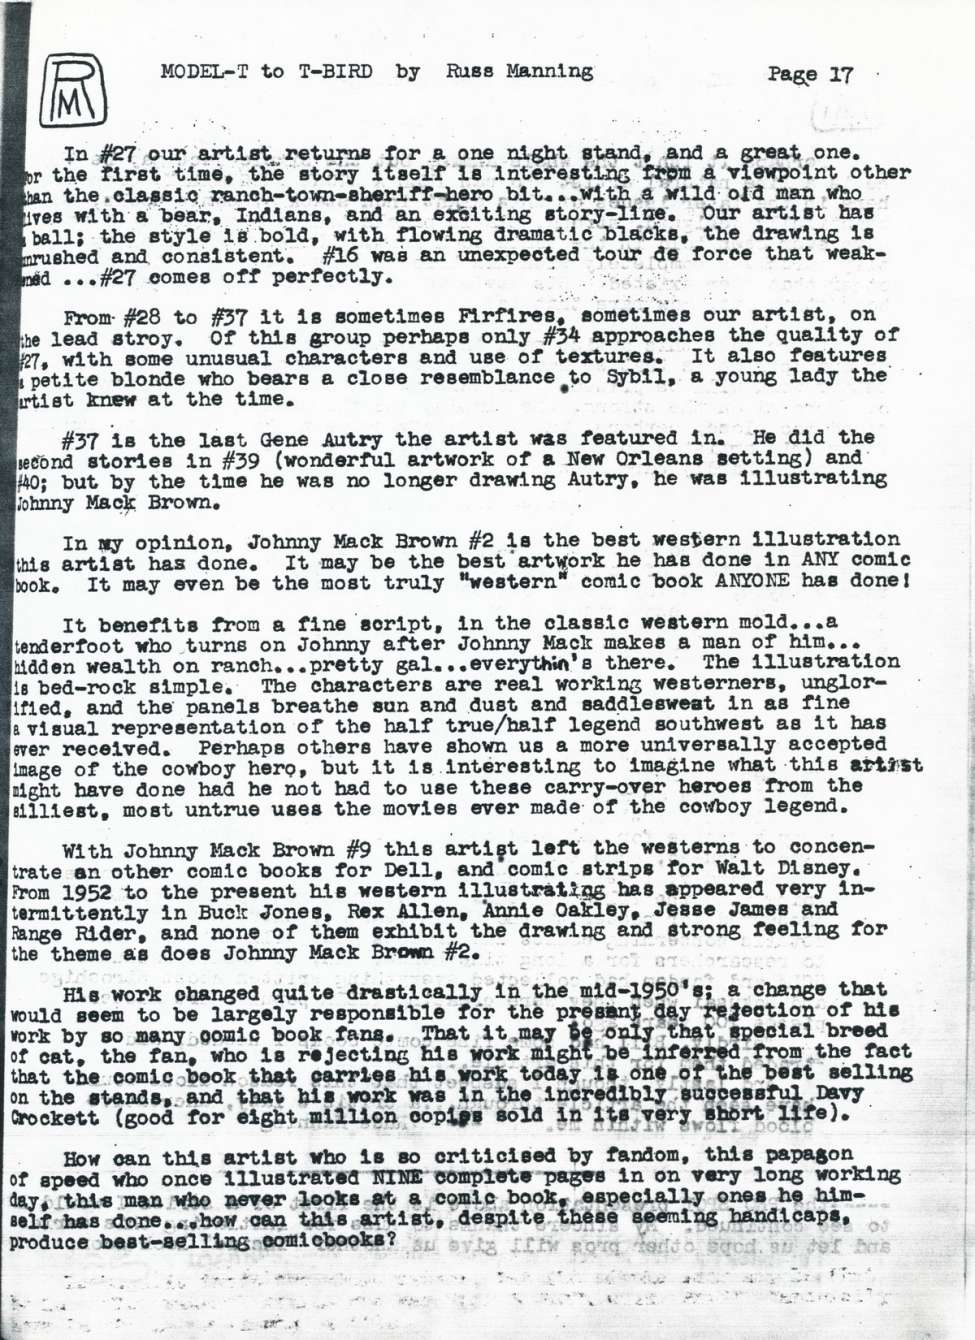 RM
MODEL-T to T-BIRD by Russ Manning
Page 17
In #27 our artist returns for a one night stand, and a great one.
or the first time, the story itself is interesting from a viewpoint other
han the classic ranch-town-sheriff-hero bit...with a wild old man who
ives with a bear, Indians, and an exciting story-line. Our artist has
ball; the style is bold, with flowing dramatic blacks, the drawing is
nrushed and consistent. #16 was an unexpected tour de force that weak-
ned ...#27 comes off perfectly.
From #28 to #37 it is sometimes Firfires, sometimes our artist, on
the lead stroy. Of this group perhaps only #34 approaches the quality of
#27, with some unusual characters and use of textures. It also features
a petite blonde who bears a close resemblance to Sybil, a young lady the
artist knew at the time.
#37 is the last Gene Autry the artist was featured in. He did the
second stories in #39 (wonderful artwork of a New Orleans setting) and
#40; but by the time he was no longer drawing Autry, he was illustrating
Johnny Mack Brown.
In my opinion, Johnny Mack Brown #2 is the best western illustration
this artist has done. It may be the best artwork he has done in ANY comic
book. It may even be the most truly "western" comic book ANYONE has done!
It benefits from a fine script, in the classic western mold...a
tenderfoot who turns on Johnny after Johnny Mack makes a man of him...
hidden wealth on ranch...pretty gal...everythin's there. The illustration
is bed-rock simple. The characters are real working westerners, unglor-
ified, and the panels breathe sun and dust and saddlesweat in as fine
a visual representation of the half true/half legend southwest as it has
ever received. Perhaps others have shown us a more universally accepted
image of the cowboy hero, but it is interesting to imagine what this artist
might have done had he not had to use these carry-over heroes from the
silliest, most untrue uses the movies ever made of the cowboy legend.
With Johnny Mack Brown #9 this artist left the westerns to concen-
trate on other comic books for Dell, and comic strips for Walt Disney.
From 1952 to the present his western illustrating has appeared very in-
termittently in Buck Jones, Rex Allen, Annie Oakley, Jesse James and
Range Rider, and none of them exhibit the drawing and strong feeling for
the theme as does Johnny Mack Brown #2.
His work changed quite drastically in the mid-1950's; a change that
would seem to be largely responsible for the present day rejection of his
work by so many comic book fans. That it may be only that special breed
of cat, the fan, who is rejecting his work might be inferred from the fact
that the comic book that carries his work today is one of the best selling
on the stands, and that his work was in the incredibly successful Davy
Crockett (good for eight million copies sold in its very short life).
How can this artist who is so criticised by fandom, this papagon
of speed who once illustrated NINE complete pages in on very long working
day, this man who never looks at a comic book, especially ones he him-
self has done...how can this artist, despite these seeming handicaps,
produce best-selling comicbooks?